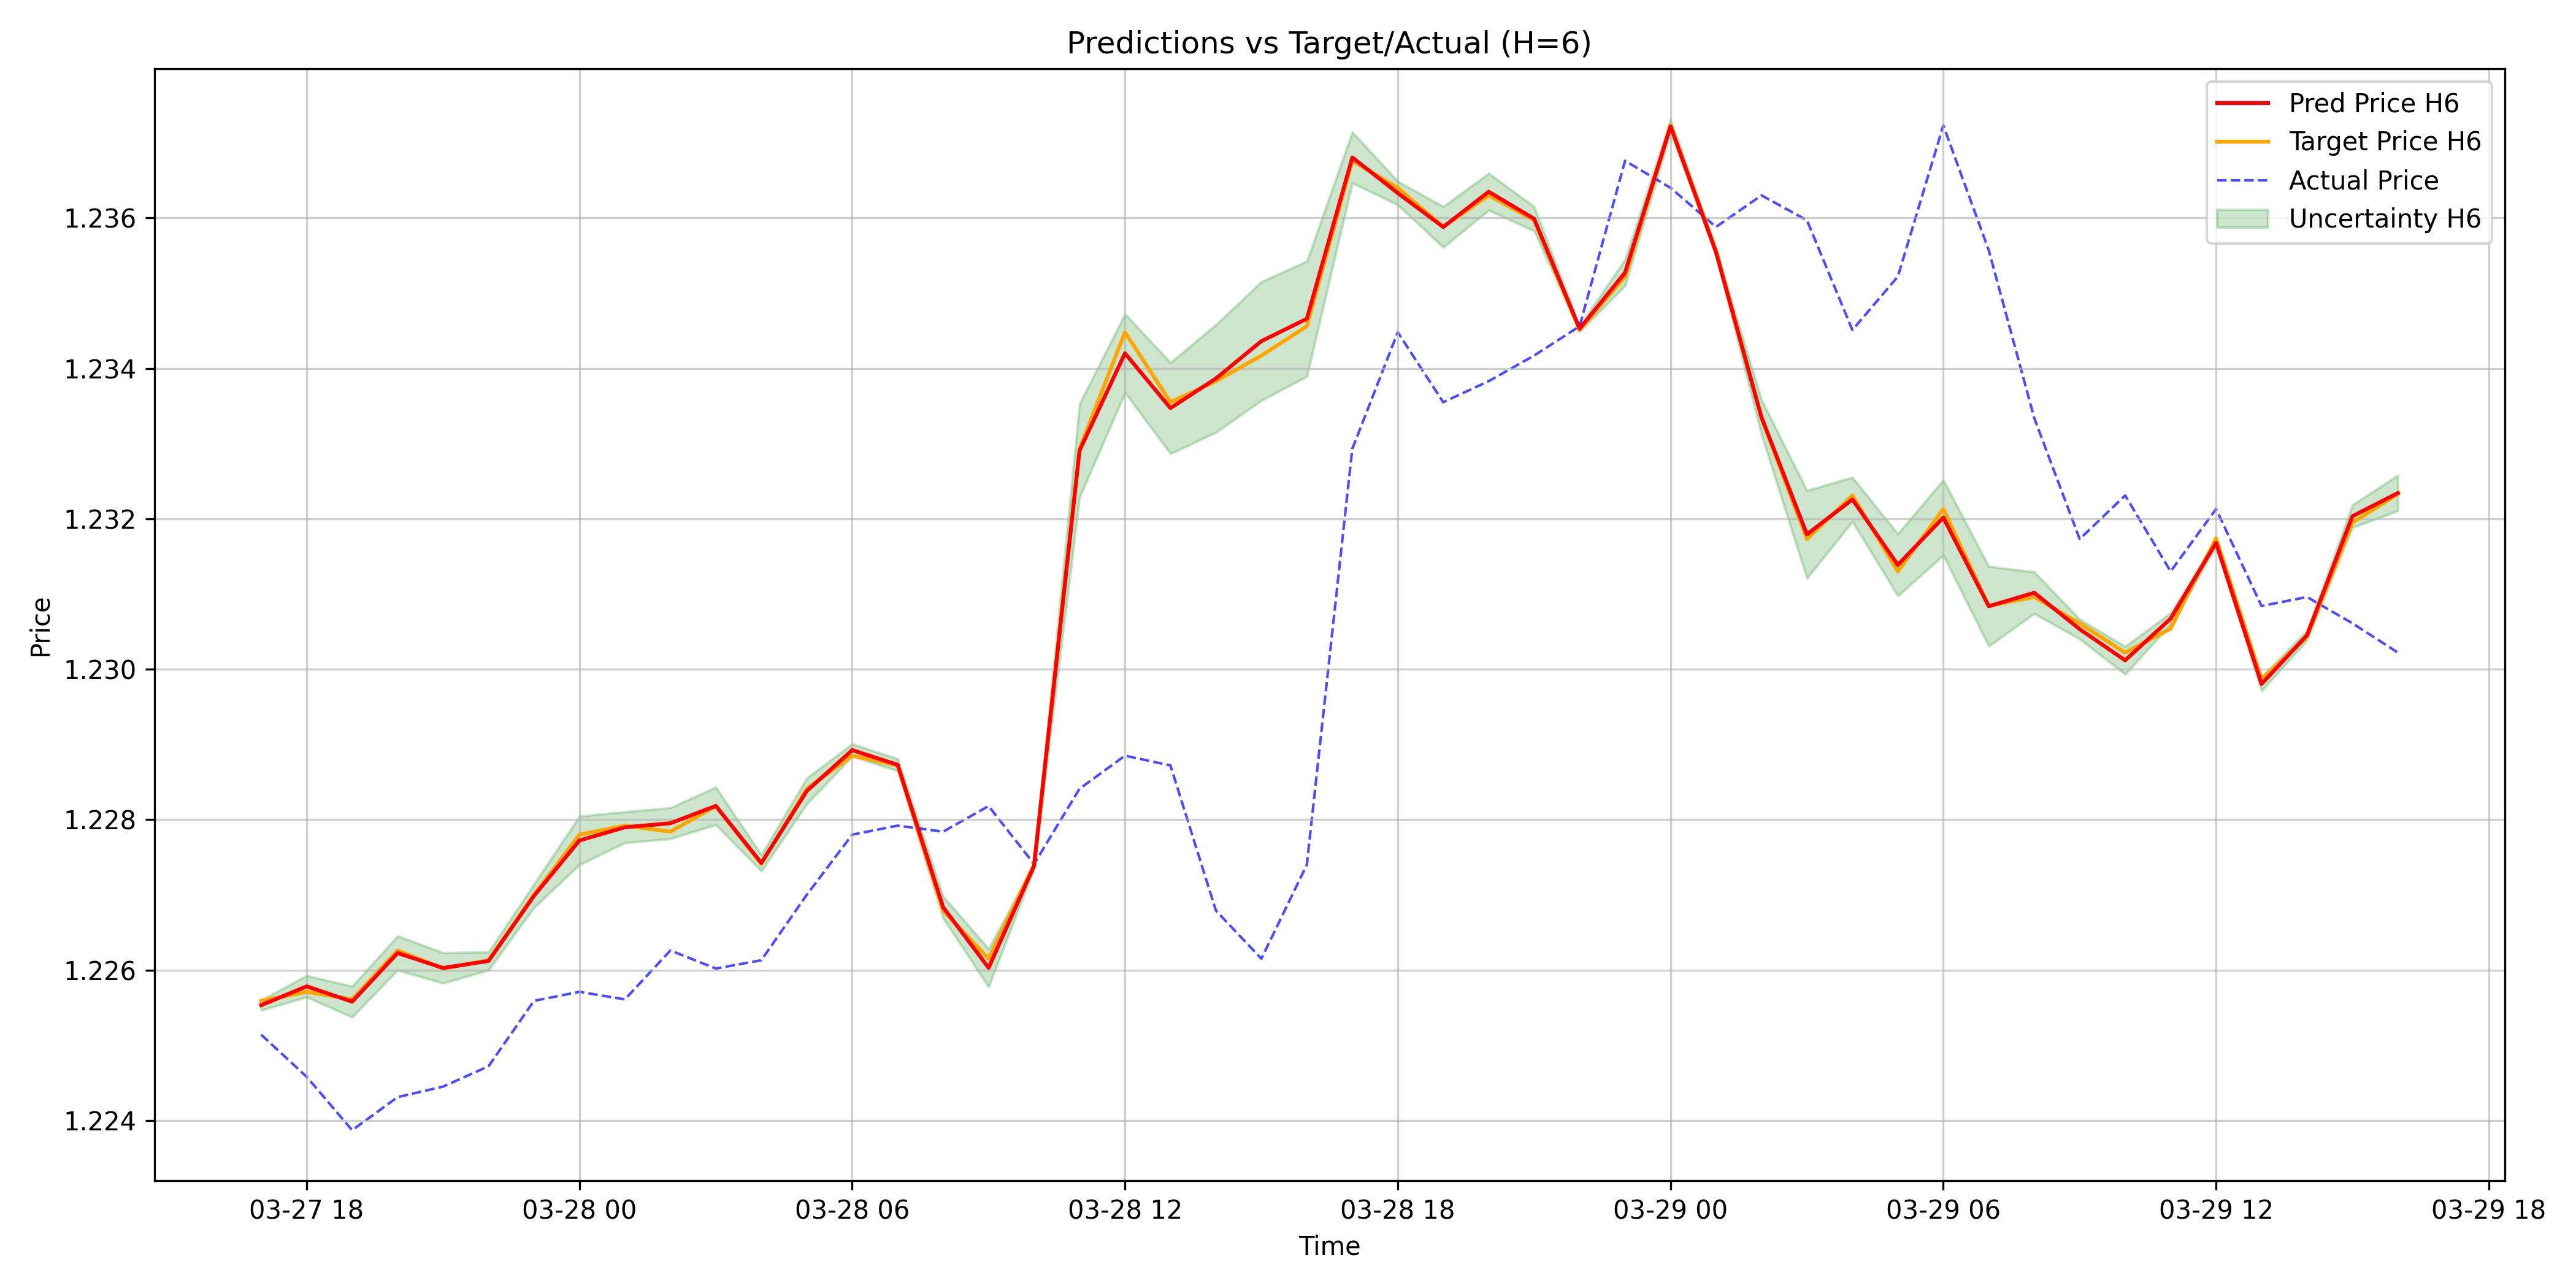 Predictions vs Target/Actual (H=6)
Pred Price H6
Target Price H6
Actual Price
Uncertainty H6
Price
1.236
1.234
1.232
1.230
1.228
1.226
1.224
03-27 18
03-28 00
03-28 06
03-28 12
03-28 18
03-29 00
03-29 06
03-29 12
03-29 18
Time